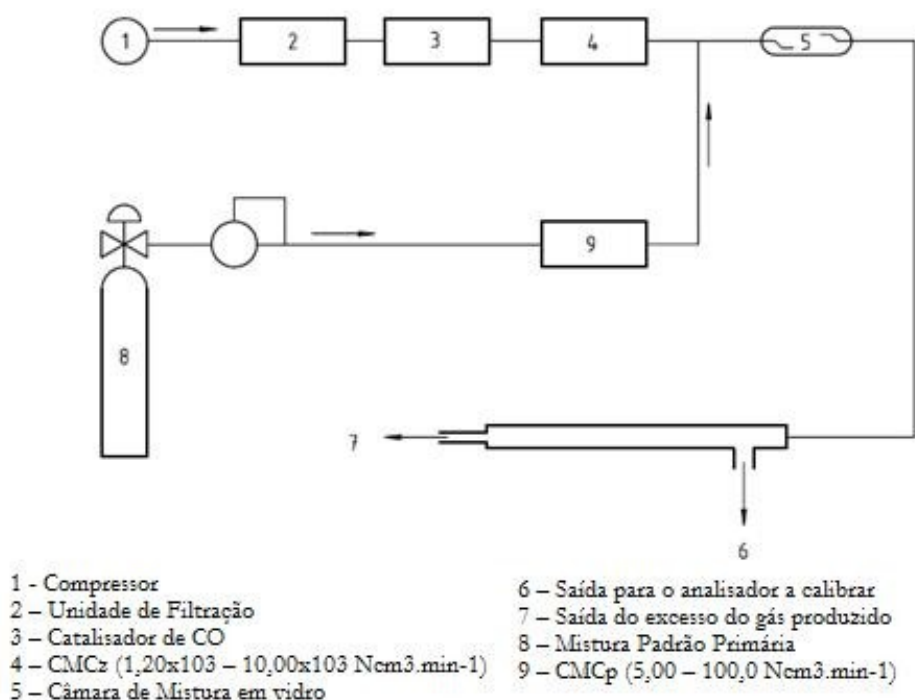 1
2
3
4
5
9
8
7
6
1 - Compressor
2 – Unidade de Filtração
3 – Catalisador de CO
4 – CMCz (1,20x103 – 10,00x103 Ncm3.min-1)
5 – Câmara de Mistura em vidro
6 – Saída para o analisador a calibrar
7 – Saída do excesso do gás produzido
8 – Mistura Padrão Primária
9 – CMCp (5,00 – 100,0 Ncm3.min-1)